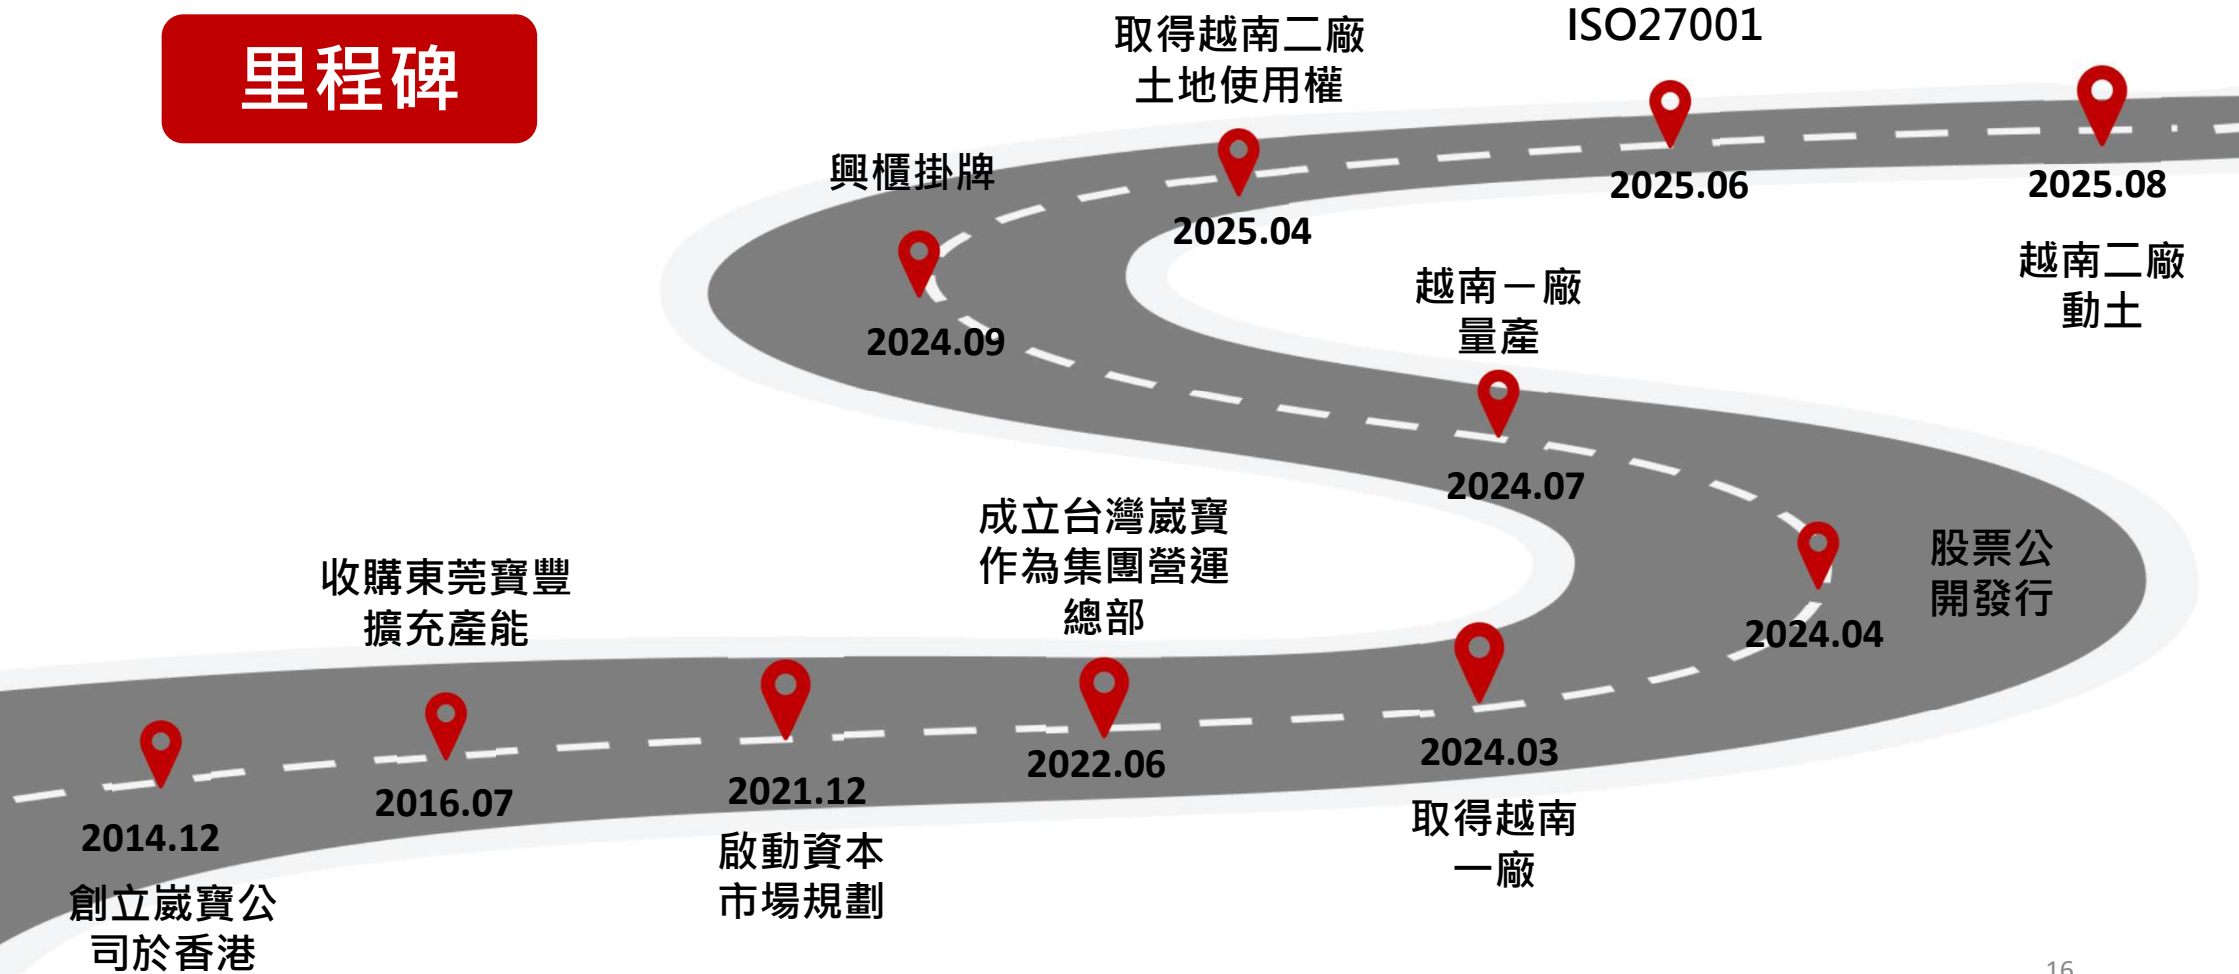 里程碑
2014.12
創立崴寶公
司於香港
收購東莞寶豐
擴充產能
2016.07
2021.12
啟動資本
市場規劃
成立台灣崴寶
作為集團營運
總部
2022.06
2024.03
取得越南
一廠
股票公
開發行
2024.04
越南一廠
量產
2024.07
興櫃掛牌
2024.09
取得越南二廠
土地使用權
2025.04
ISO27001
2025.06
2025.08
越南二廠
動土
16